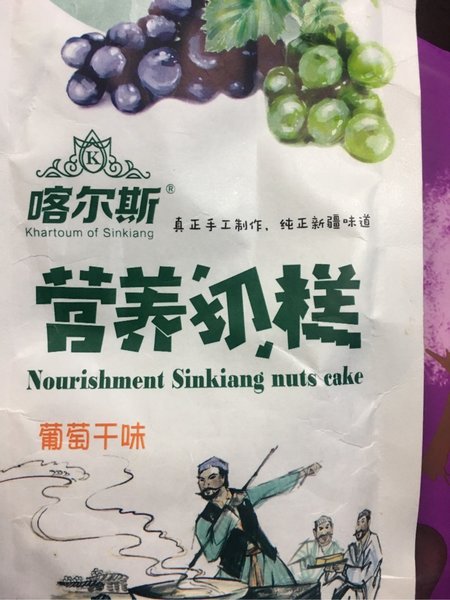 K
喀尔斯®
Khartoum of Sinkiang
真正手工制作，纯正新疆味道
营养切糕
Nourishment Sinkiang nuts cake
葡萄干味